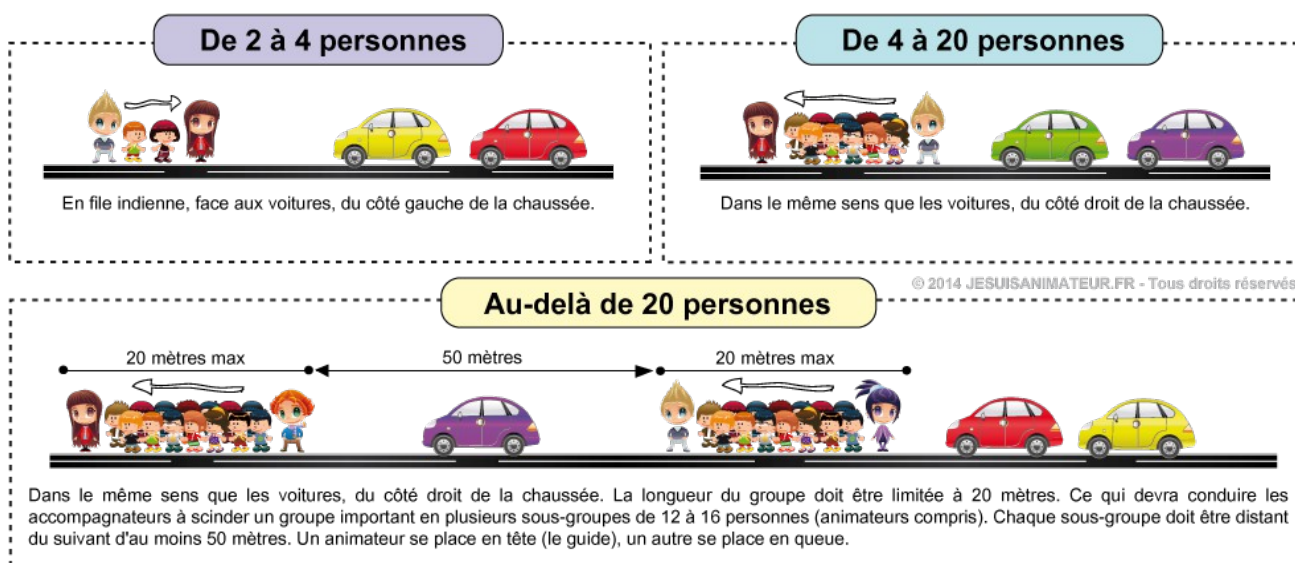 De 2 à 4 personnes
En file indienne, face aux voitures, du côté gauche de la chaussée.
De 4 à 20 personnes
Dans le même sens que les voitures, du côté droit de la chaussée.
© 2014 JESUISANIMATEUR.FR - Tous droits réservés
Au-delà de 20 personnes
20 mètres max
50 mètres
20 mètres max
Dans le même sens que les voitures, du côté droit de la chaussée. La longueur du groupe doit être limitée à 20 mètres. Ce qui devra conduire les
accompagnateurs à scinder un groupe important en plusieurs sous-groupes de 12 à 16 personnes (animateurs compris). Chaque sous-groupe doit être distant
du suivant d'au moins 50 mètres. Un animateur se place en tête (le guide), un autre se place en queue.